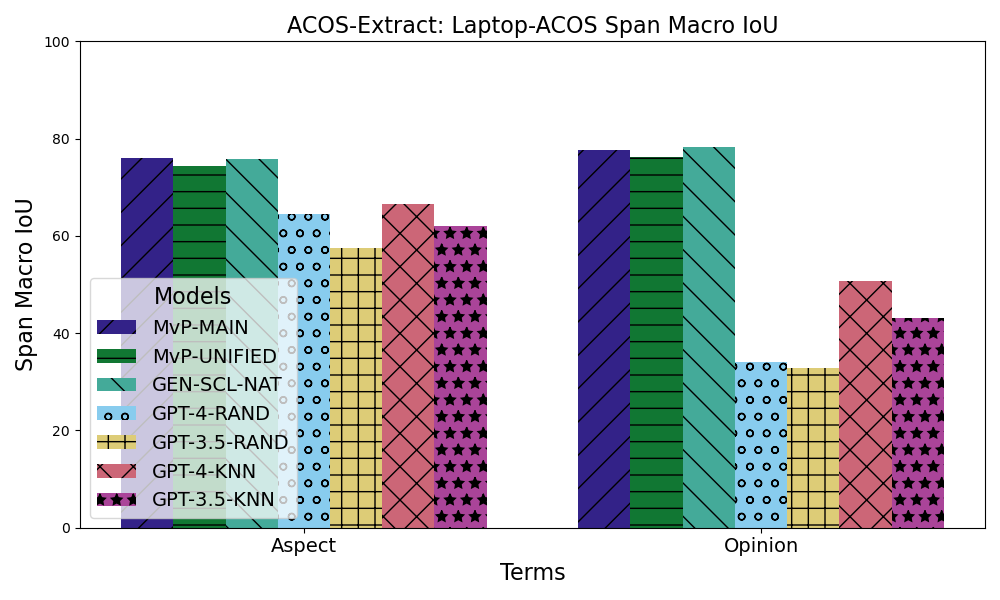 ACOS-Extract: Laptop-ACOS Span Macro IoU
Span Macro IoU
100
80
60
40
20
0
Models
MvP-MAIN
MvP-UNIFIED
GEN-SCL-NAT
GPT-4-RAND
GPT-3.5-RAND
GPT-4-KNN
GPT-3.5-KNN
Aspect
Opinion
Terms